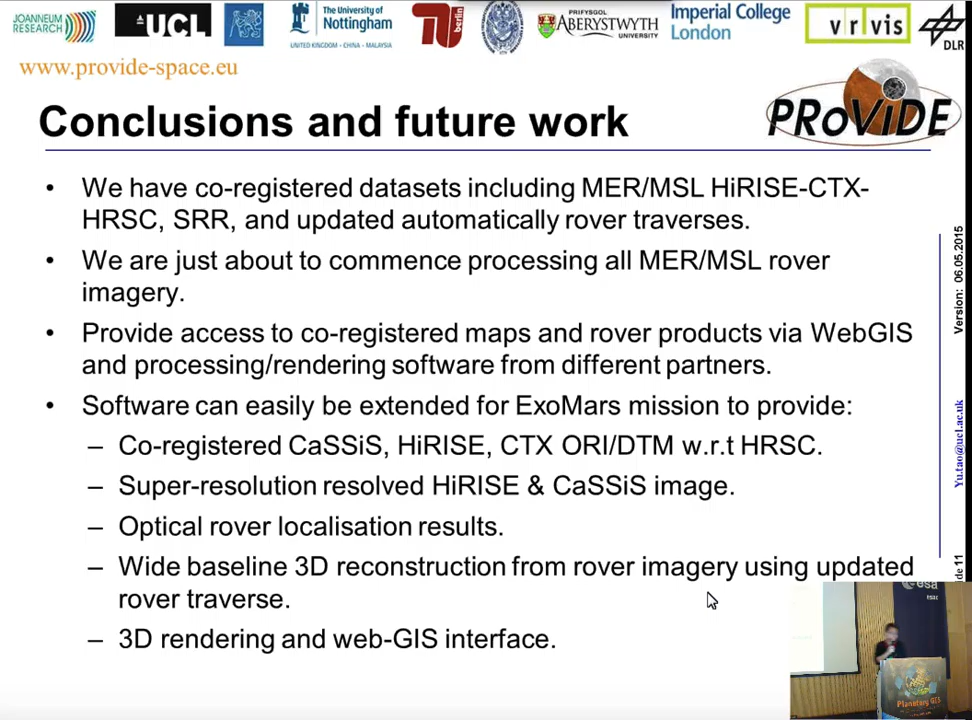 JOANNEUM
RESEARCH
UCL
The University of
Nottingham
UNITED KINGDOM · CHINA · MALAYSIA
berlin
PRIFYSGOL
ABERYSTWYTH
UNIVERSITY
Imperial College
London
vrvis
DLR
www.provide-space.eu
PRoViDE
Conclusions and future work
• We have co-registered datasets including MER/MSL HiRISE-CTX-
HRSC, SRR, and updated automatically rover traverses.
• We are just about to commence processing all MER/MSL rover
imagery.
• Provide access to co-registered maps and rover products via WebGIS
and processing/rendering software from different partners.
• Software can easily be extended for ExoMars mission to provide:
– Co-registered CaSSiS, HiRISE, CTX ORI/DTM w.r.t HRSC.
– Super-resolution resolved HiRISE & CaSSiS image.
– Optical rover localisation results.
– Wide baseline 3D reconstruction from rover imagery using updated
rover traverse.
– 3D rendering and web-GIS interface.
Version: 06.05.2015
Yu.tao@ucl.ac.uk
de 11
esa
esac
Planetary GIS